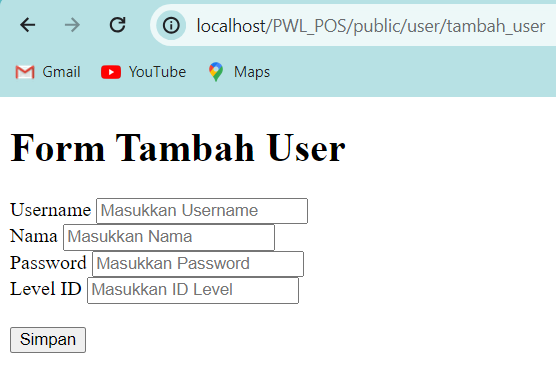 localhost/PWL_POS/public/user/tambah_user
Gmail YouTube Maps
Form Tambah User
Username Masukkan Username
Nama Masukkan Nama
Password Masukkan Password
Level ID Masukkan ID Level
Simpan